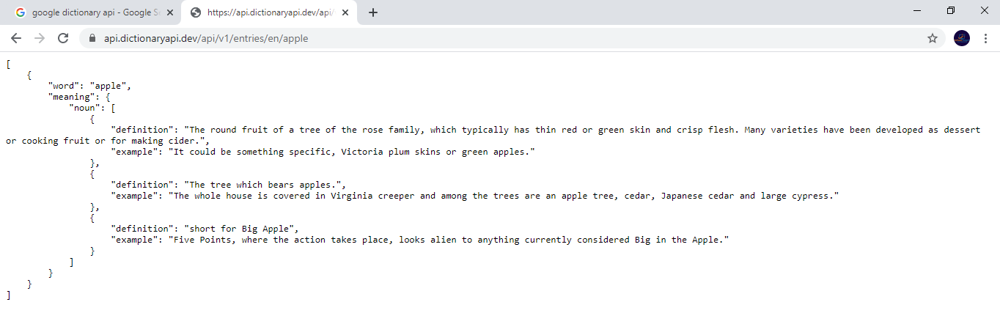 google dictionary api - Google S
https://api.dictionaryapi.dev/api/
api.dictionaryapi.dev/api/v1/entries/en/apple
[
    {
        "word": "apple",
        "meaning": {
            "noun": [
                {
                    "definition": "The round fruit of a tree of the rose family, which typically has thin red or green skin and crisp flesh. Many varieties have been developed as dessert
or cooking fruit or for making cider.",
                    "example": "It could be something specific, Victoria plum skins or green apples."
                },
                {
                    "definition": "The tree which bears apples.",
                    "example": "The whole house is covered in Virginia creeper and among the trees are an apple tree, cedar, Japanese cedar and large cypress."
                },
                {
                    "definition": "short for Big Apple",
                    "example": "Five Points, where the action takes place, looks alien to anything currently considered Big in the Apple."
                }
            ]
        }
    }
]